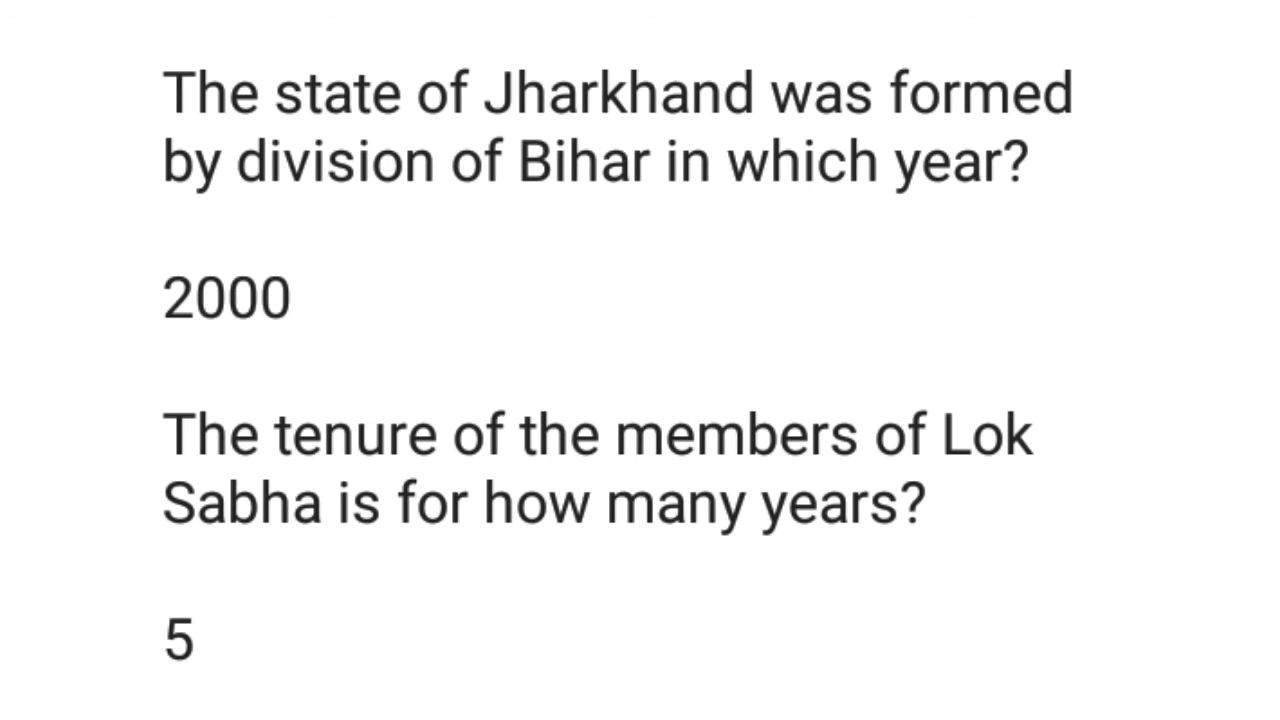 The state of Jharkhand was formed
by division of Bihar in which year?
2000
The tenure of the members of Lok
Sabha is for how many years?
5